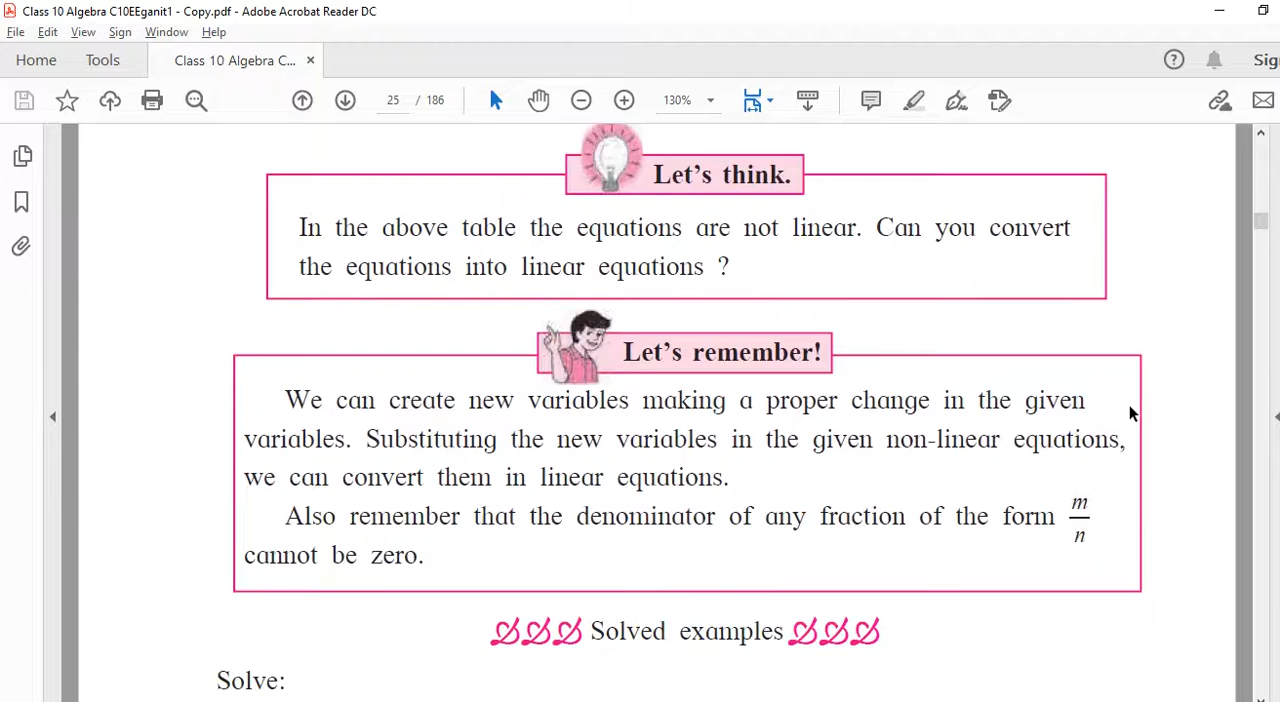 Class 10 Algebra C10EEganit1 - Copy.pdf - Adobe Acrobat Reader DC
File Edit View Sign Window Help
Home Tools Class 10 Algebra C... ×
25 / 186 130%
Let's think.
In the above table the equations are not linear. Can you convert
the equations into linear equations ?
Let's remember!
We can create new variables making a proper change in the given
variables. Substituting the new variables in the given non-linear equations,
we can convert them in linear equations.
Also remember that the denominator of any fraction of the form m/n
cannot be zero.
Solved examples
Solve: